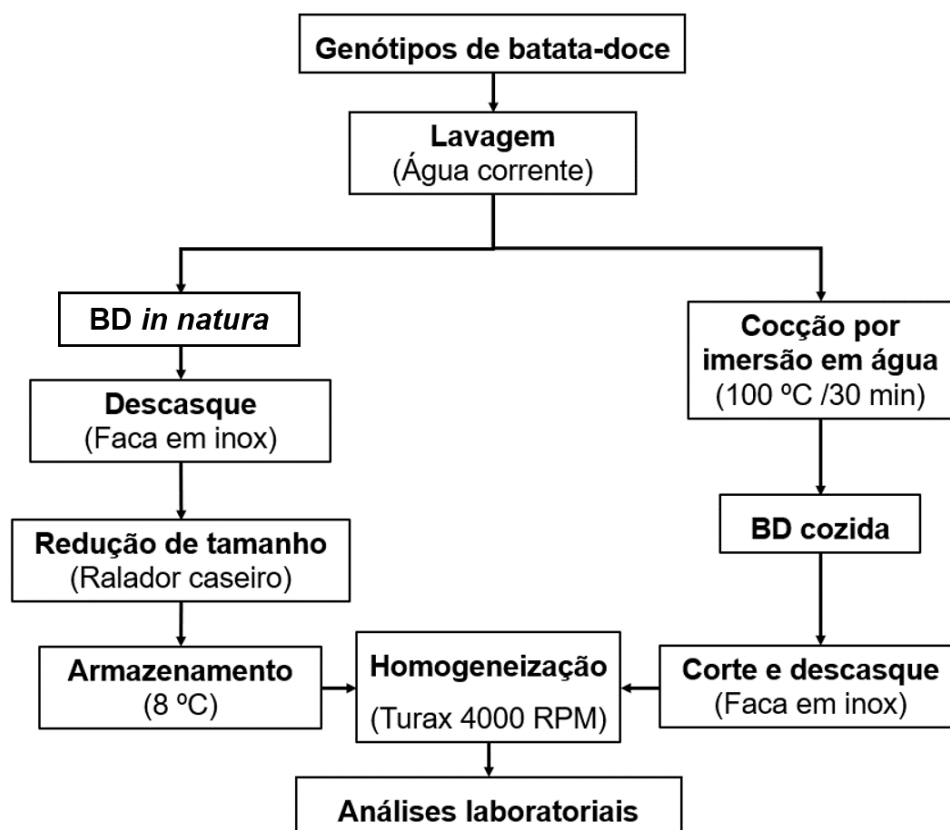 Genótipos de batata-doce
Lavagem
(Água corrente)
BD in natura
Descasque
(Faca em inox)
Redução de tamanho
(Ralador caseiro)
Armazenamento
(8 ºC)
Cocção por
imersão em água
(100 ºC /30 min)
BD cozida
Corte e descasque
(Faca em inox)
Homogeneização
(Turax 4000 RPM)
Análises laboratoriais